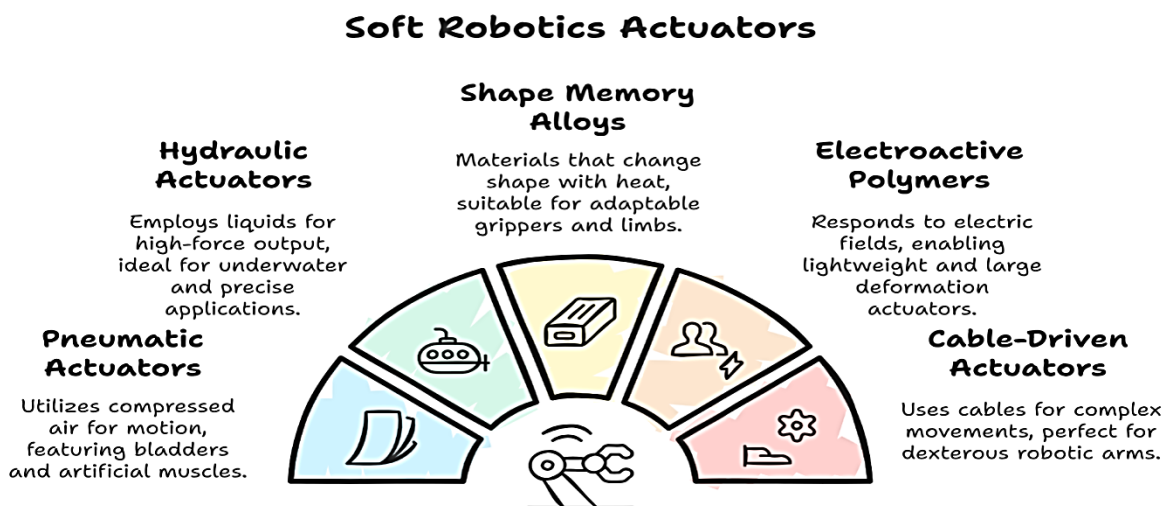 Soft Robotics Actuators
Shape Memory
Alloys
Materials that change
shape with heat,
suitable for adaptable
grippers and limbs.
Hydraulic
Actuators
Employs liquids for
high-force output,
ideal for underwater
and precise
applications.
Electroactive
Polymers
Responds to electric
fields, enabling
lightweight and large
deformation
actuators.
Pneumatic
Actuators
Utilizes compressed
air for motion,
featuring bladders
and artificial muscles.
Cable-Driven
Actuators
Uses cables for complex
movements, perfect for
dexterous robotic arms.